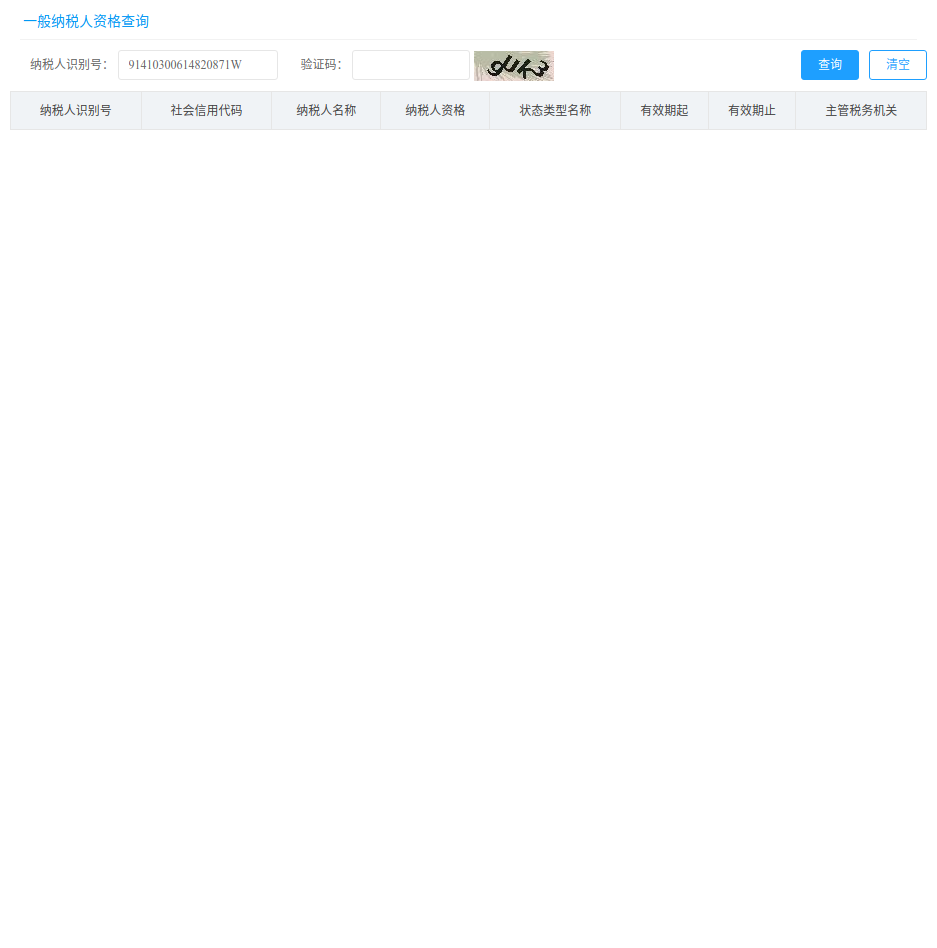 一般纳税人资格查询
纳税人识别号： 91410300614820871W 验证码： 查询 清空
纳税人识别号 社会信用代码 纳税人名称 纳税人资格 状态类型名称 有效期起 有效期止 主管税务机关